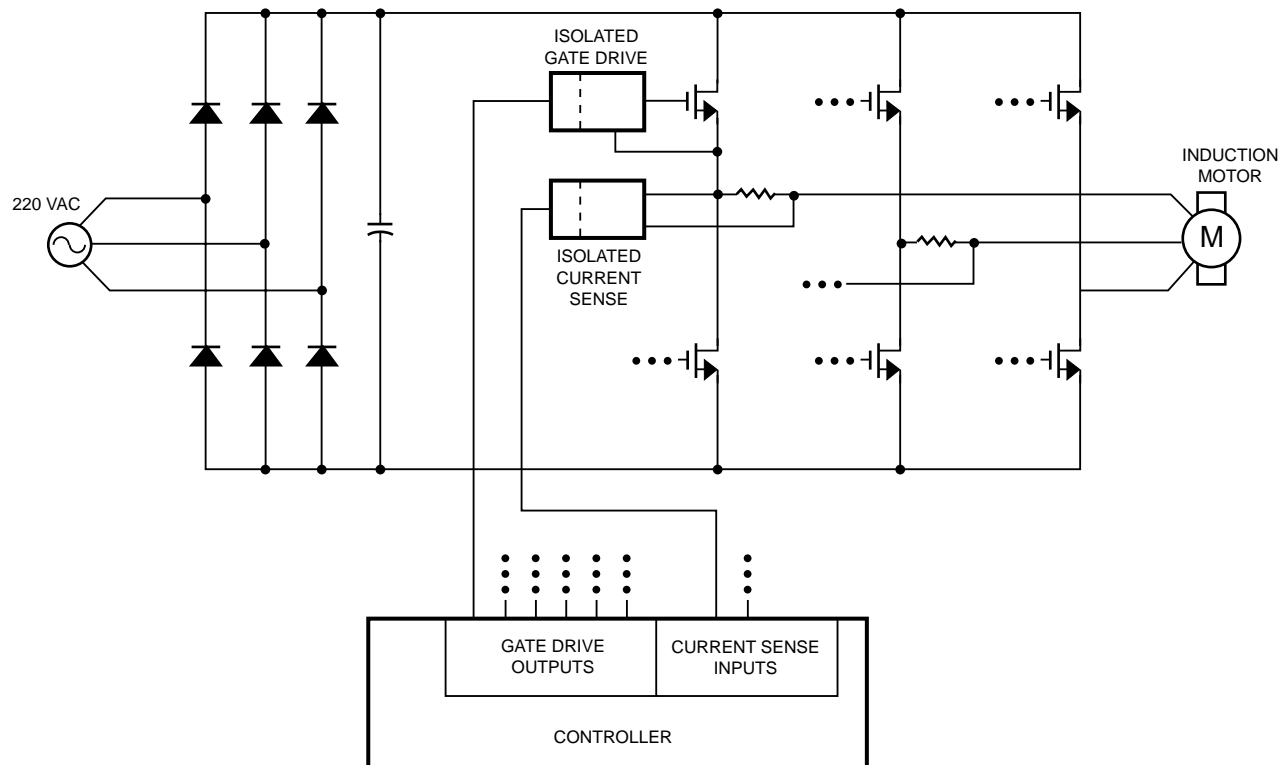 ISOLATED
GATE DRIVE
INDUCTION
MOTOR
220 VAC
M
ISOLATED
CURRENT
SENSE
GATE DRIVE
OUTPUTS
CURRENT SENSE
INPUTS
CONTROLLER